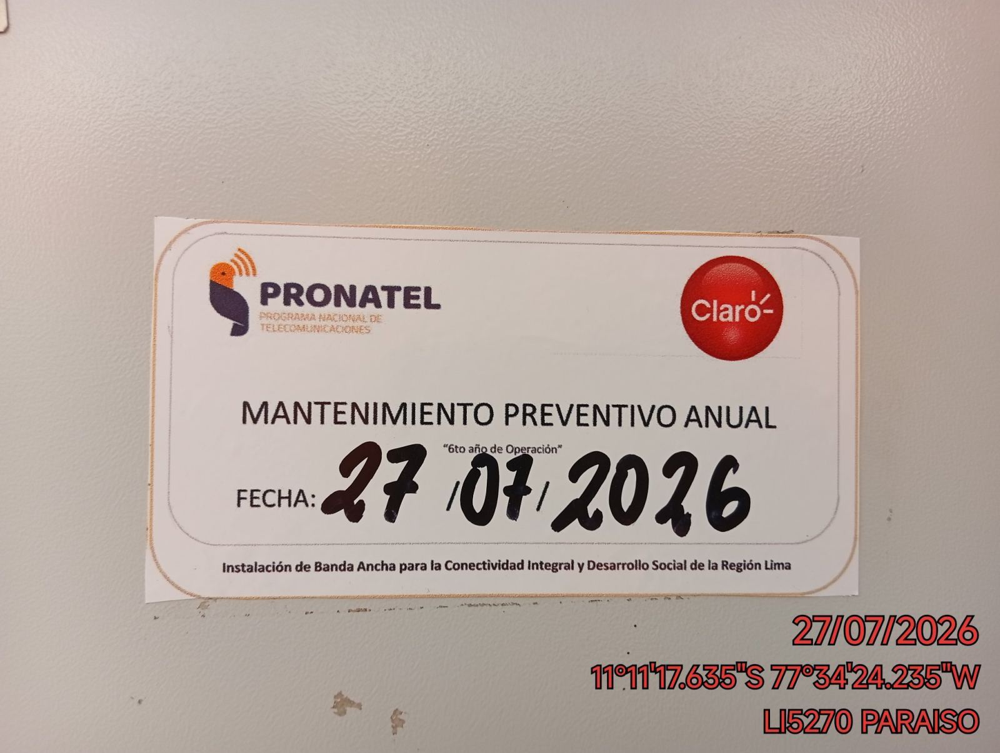 PRONATEL
PROGRAMA NACIONAL DE
TELECOMUNICACIONES
Claro
MANTENIMIENTO PREVENTIVO ANUAL
"6to año de Operación"
FECHA: 27/07/2026
Instalación de Banda Ancha para la Conectividad Integral y Desarrollo Social de la Región Lima
27/07/2026
11°11'17.635"S 77°34'24.235"W
LI5270 PARAISO